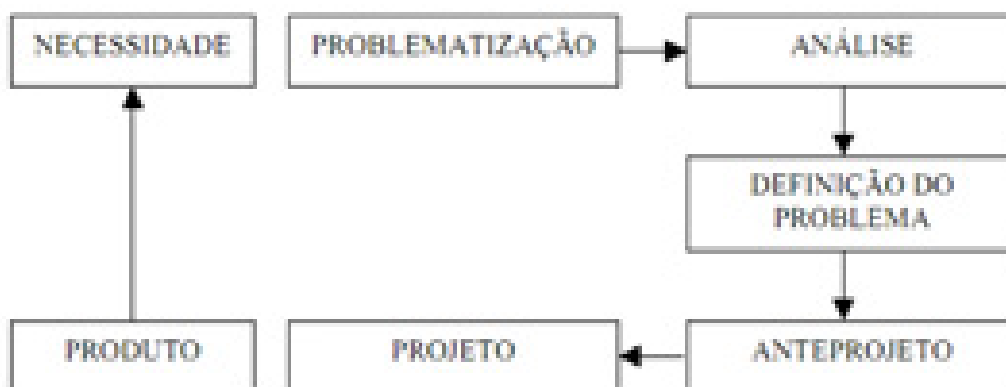 NECESSIDADE
PROBLEMATIZAÇÃO
ANÁLISE
DEFINIÇÃO DO
PROBLEMA
PRODUTO
PROJETO
ANTEPROJETO